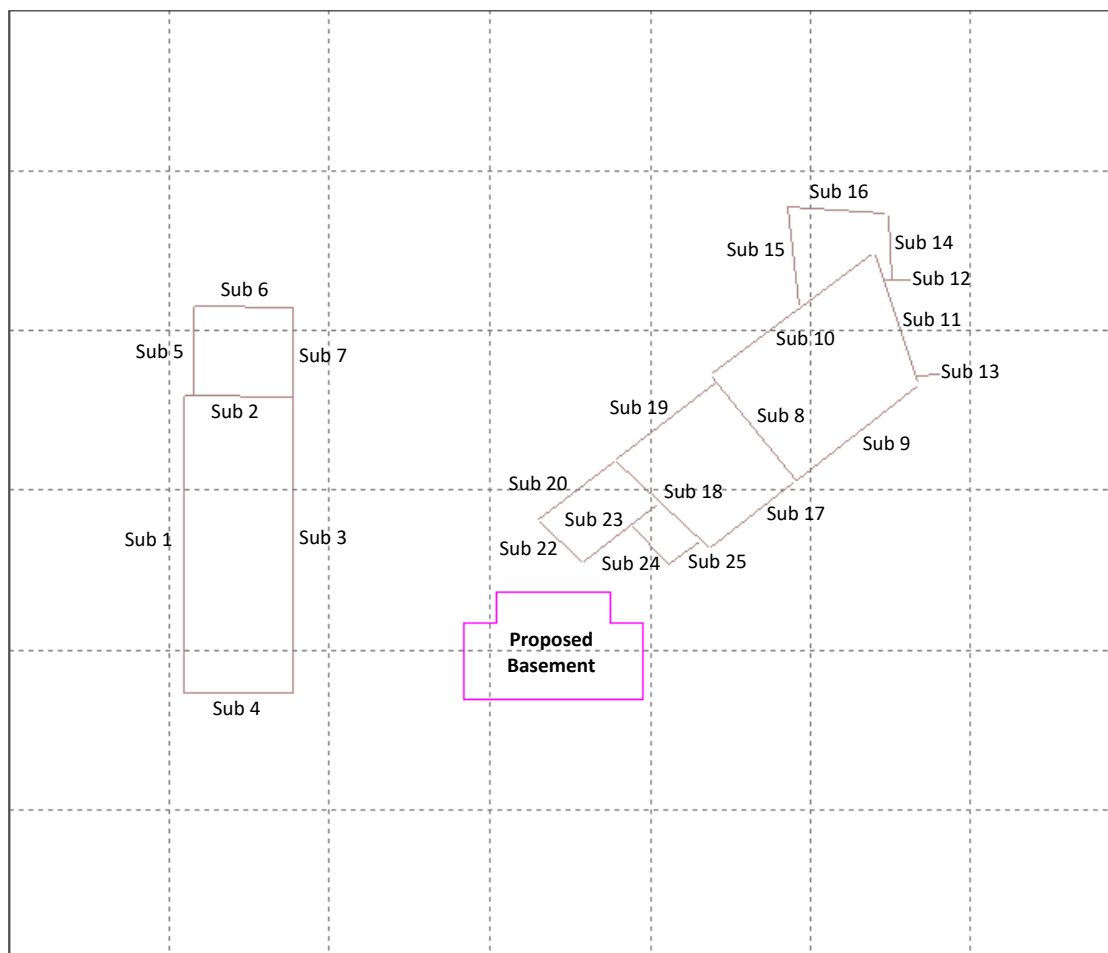 Sub 16
Sub 15
Sub 14
Sub 12
Sub 6
Sub 11
Sub 10
Sub 5
Sub 7
Sub 13
Sub 19
Sub 2
Sub 8
Sub 9
Sub 20
Sub 18
Sub 23
Sub 17
Sub 1
Sub 3
Sub 22
Sub 24
Sub 25
Proposed
Basement
Sub 4